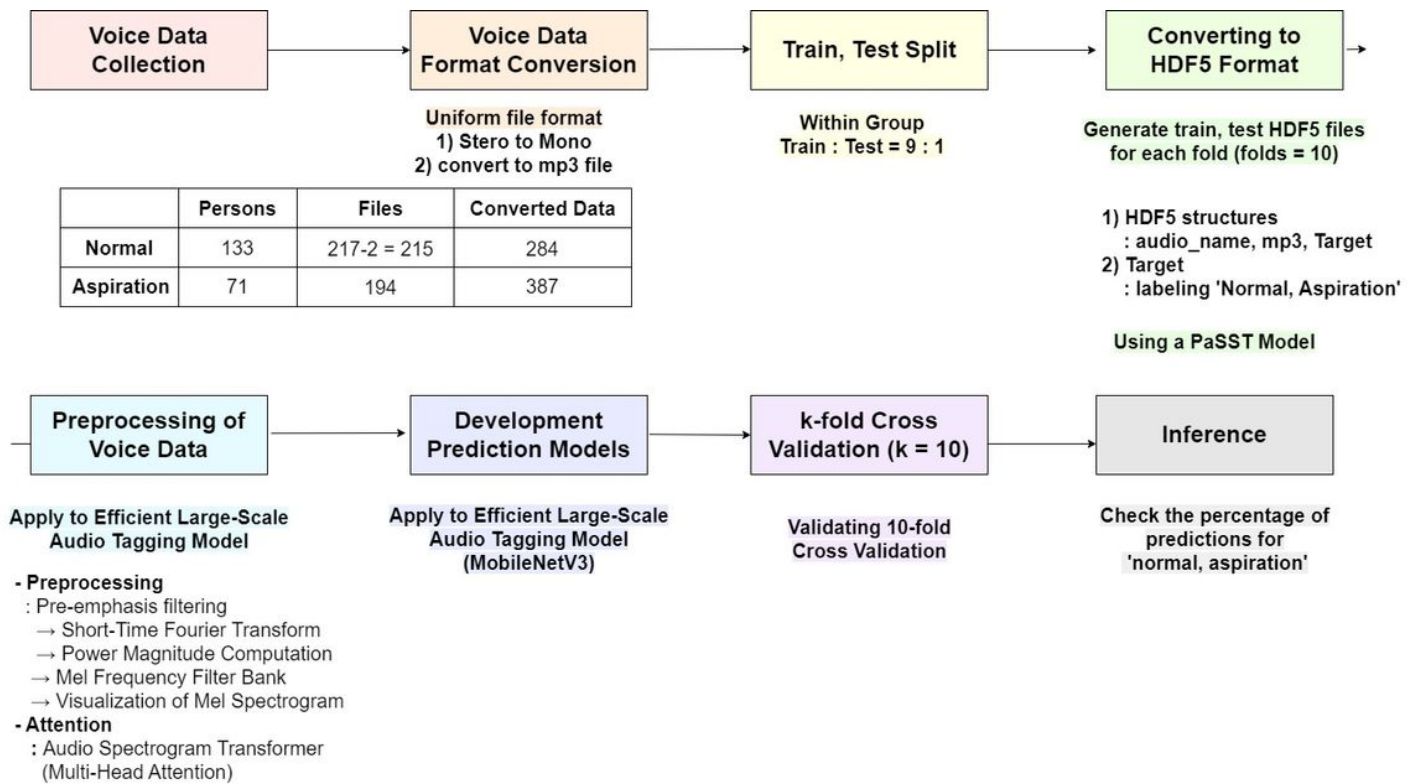 Voice Data
Collection
Voice Data
Format Conversion
Train, Test Split
Converting to
HDF5 Format
Uniform file format
1) Stero to Mono
2) convert to mp3 file
Within Group
Train : Test = 9 : 1
Generate train, test HDF5 files
for each fold (folds = 10)
1) HDF5 structures
: audio_name, mp3, Target
2) Target
: labeling 'Normal, Aspiration'
Using a PaSST Model
Persons Files Converted Data
Normal 133 217-2 = 215 284
Aspiration 71 194 387
Preprocessing of
Voice Data
Development
Prediction Models
k-fold Cross
Validation (k = 10)
Inference
Apply to Efficient Large-Scale
Audio Tagging Model
- Preprocessing
: Pre-emphasis filtering
→ Short-Time Fourier Transform
→ Power Magnitude Computation
→ Mel Frequency Filter Bank
→ Visualization of Mel Spectrogram
- Attention
: Audio Spectrogram Transformer
(Multi-Head Attention)
Apply to Efficient Large-Scale
Audio Tagging Model
(MobileNetV3)
Validating 10-fold
Cross Validation
Check the percentage of
predictions for
'normal, aspiration'